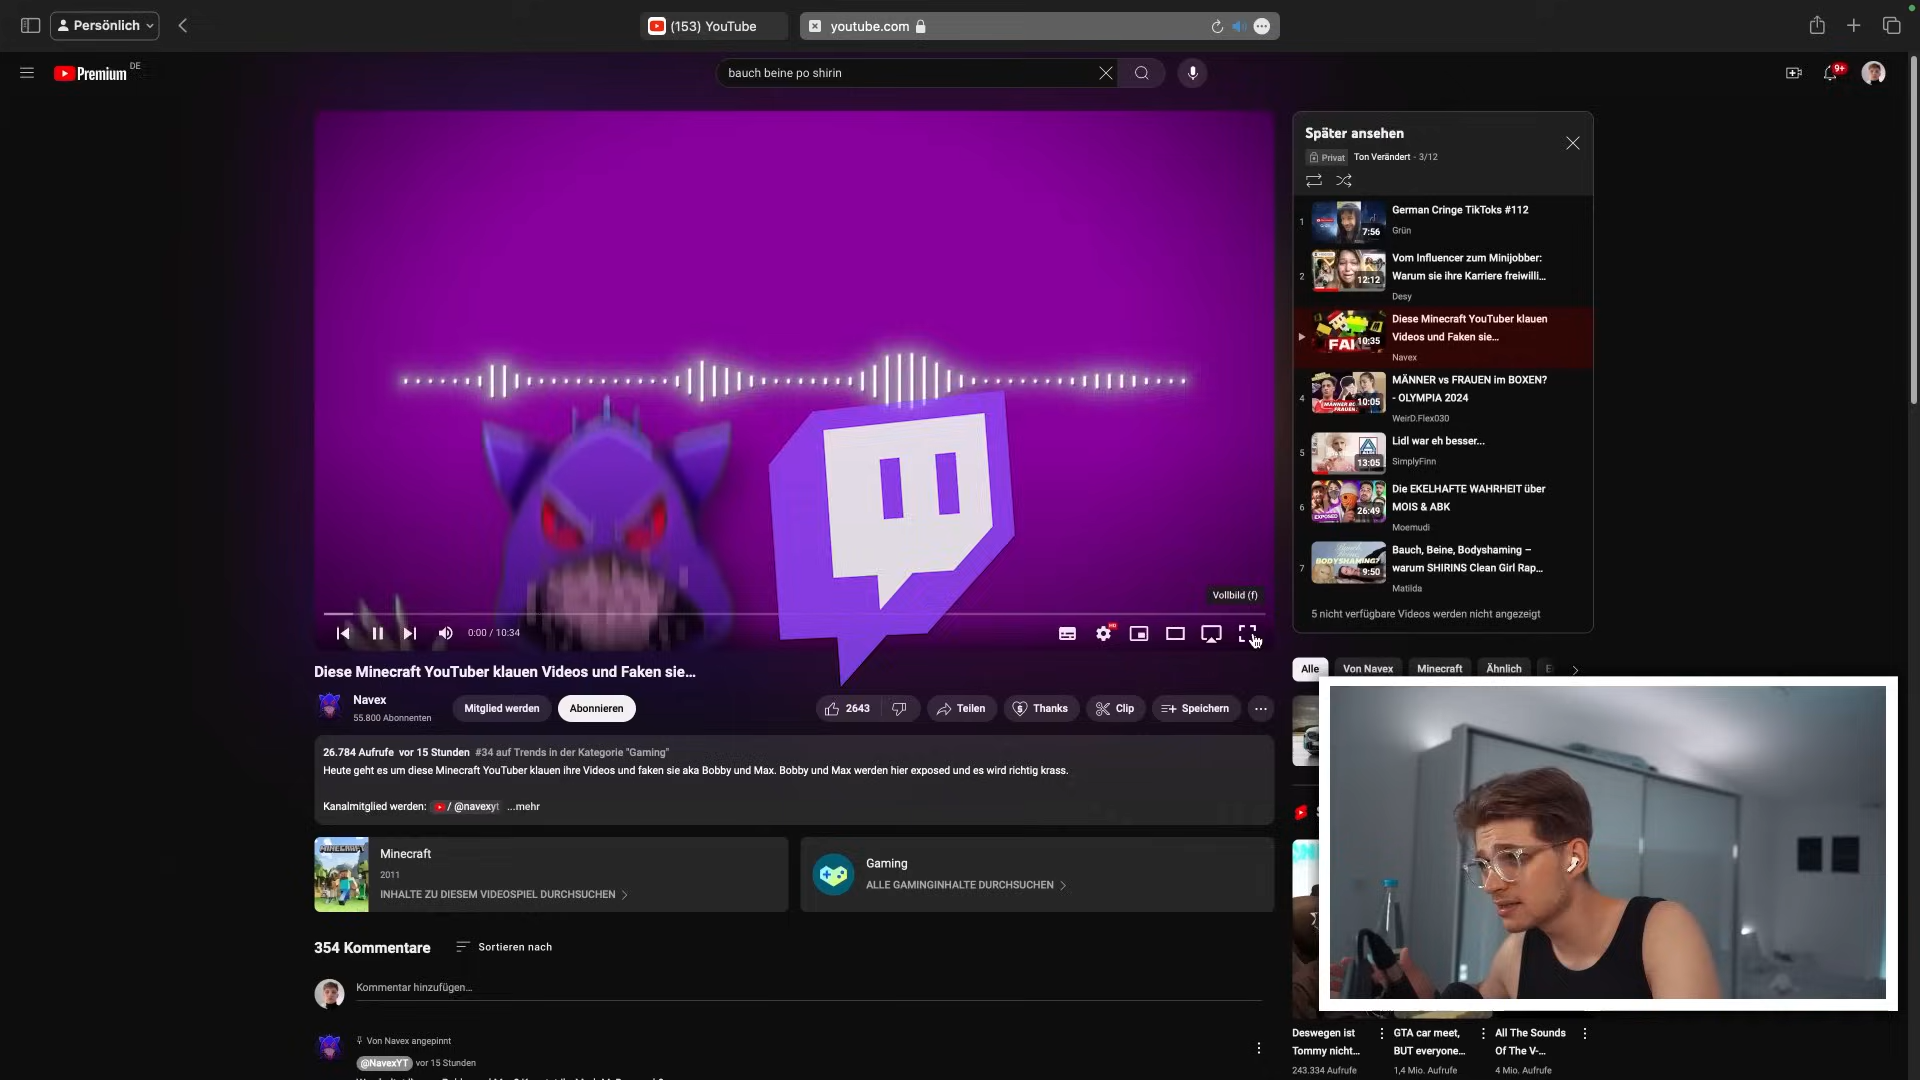 Persönlich
(153) YouTube
youtube.com
Premium DE
bauch beine po shirin
9+
Später ansehen
Privat Ton Verändert - 3/12
1
7:56
German Cringe TikToks #112
Grün
2
12:12
Vom Influencer zum Minijobber:
Warum sie ihre Karriere freiwilli...
Desy
FAI
10:35
Diese Minecraft YouTuber klauen
Videos und Faken sie...
Navex
4
MÄNNER
FRAUEN
10:05
MÄNNER vs FRAUEN im BOXEN?
- OLYMPIA 2024
WeirD.Flex030
5
13:05
Lidl war eh besser...
SimplyFinn
6
EXPOSED
26:49
Die EKELHAFTE WAHRHEIT über
MOIS & ABK
Moemudi
7
BODYSHAMING?
9:50
Bauch, Beine, Bodyshaming –
warum SHIRINS Clean Girl Rap...
Matilda
5 nicht verfügbare Videos werden nicht angezeigt
Vollbild (f)
0:00 / 10:34
Diese Minecraft YouTuber klauen Videos und Faken sie...
Navex
55.800 Abonnenten
Mitglied werden
Abonnieren
2643
Teilen
Thanks
Clip
Speichern
26.784 Aufrufe vor 15 Stunden #34 auf Trends in der Kategorie "Gaming"
Heute geht es um diese Minecraft YouTuber klauen ihre Videos und faken sie aka Bobby und Max. Bobby und Max werden hier exposed und es wird richtig krass.
Kanalmitglied werden: / @navexyt ...mehr
MINECRAFT
Minecraft
2011
INHALTE ZU DIESEM VIDEOSPIEL DURCHSUCHEN
Gaming
ALLE GAMINGINHALTE DURCHSUCHEN
354 Kommentare
Sortieren nach
Kommentar hinzufügen...
Von Navex angepinnt
@NavexYT vor 15 Stunden
Alle
Von Navex
Minecraft
Ähnlich
Deswegen ist
Tommy nicht...
243.334 Aufrufe
GTA car meet,
BUT everyone...
1,4 Mio. Aufrufe
All The Sounds
Of The V-...
4 Mio. Aufrufe